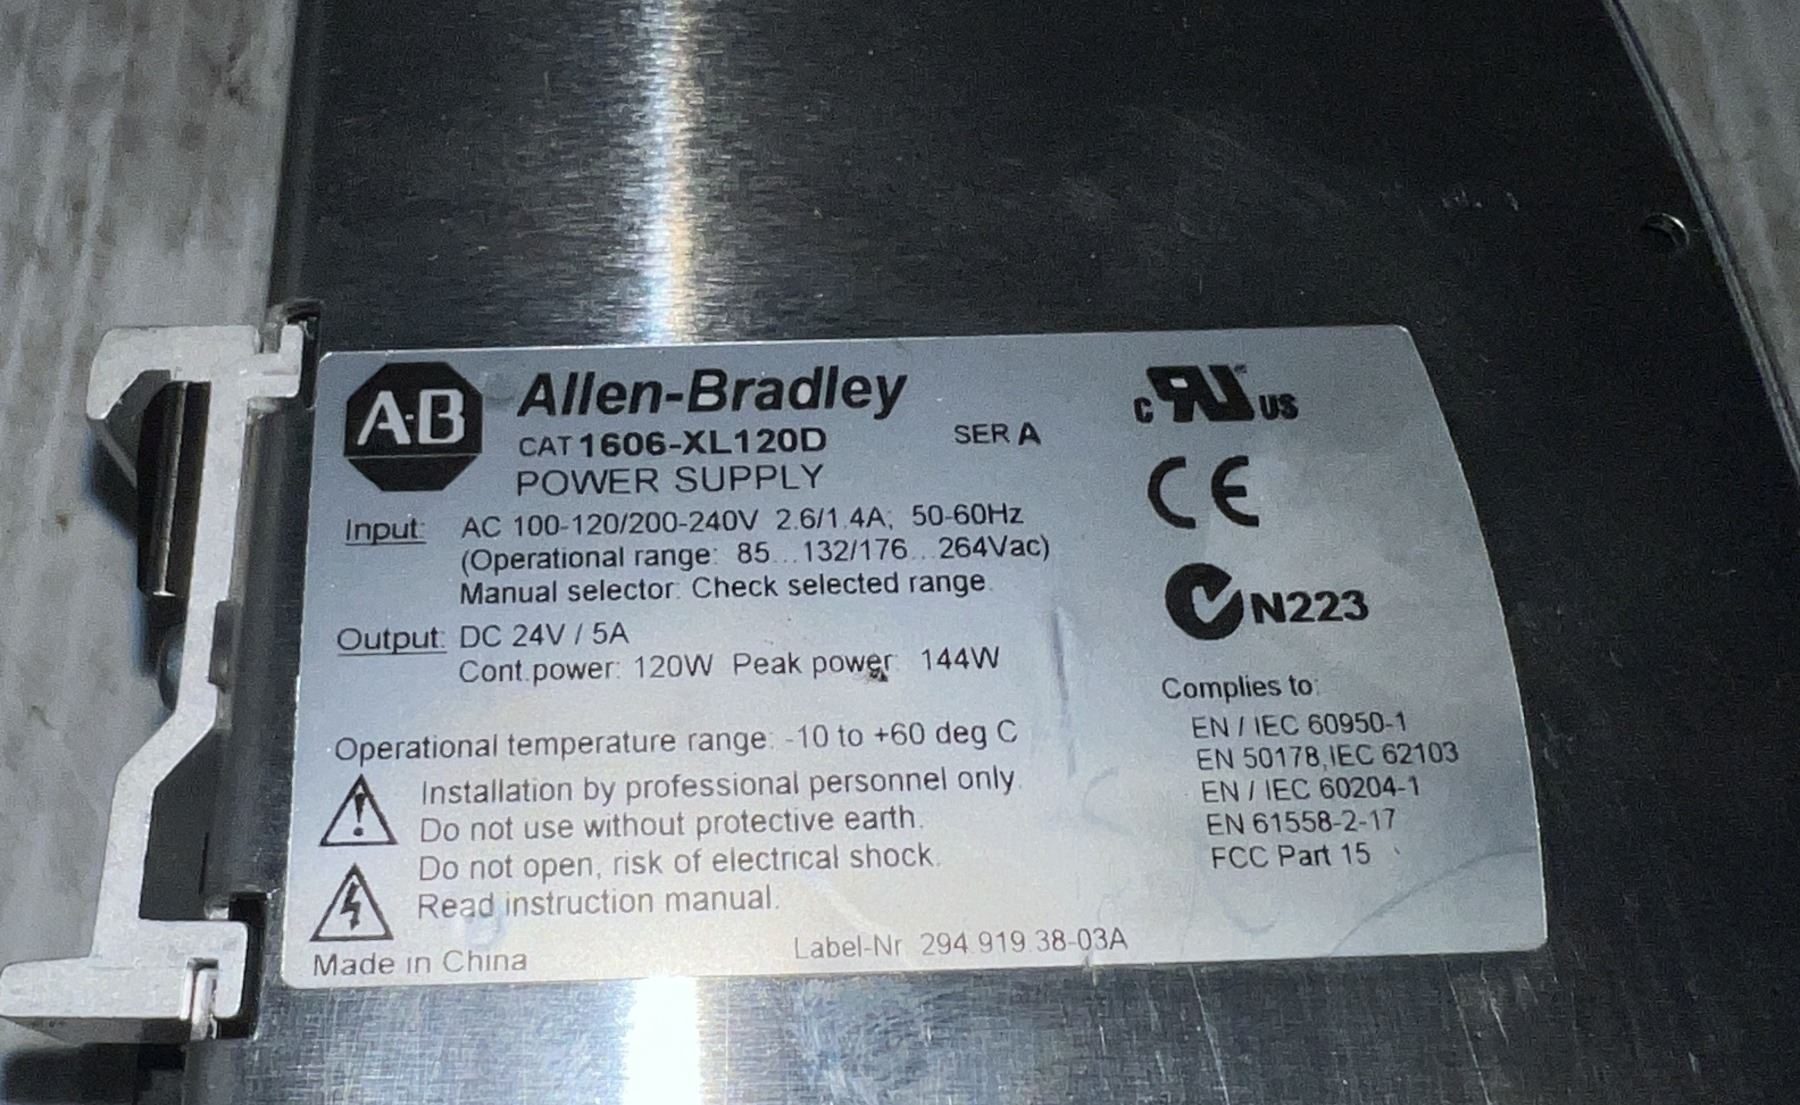 A-B Allen-Bradley
CAT 1606-XL120D SER A
POWER SUPPLY
Input: AC 100-120/200-240V 2.6/1.4A; 50-60Hz
(Operational range: 85...132/176...264Vac)
Manual selector: Check selected range.
Output: DC 24V / 5A
Cont.power: 120W Peak power: 144W
Operational temperature range: -10 to +60 deg C
Installation by professional personnel only.
Do not use without protective earth.
Do not open, risk of electrical shock.
Read instruction manual.
Made in China
Label-Nr 294.919.38-03A
c RU US
CE
N223
Complies to:
EN / IEC 60950-1
EN 50178,IEC 62103
EN / IEC 60204-1
EN 61558-2-17
FCC Part 15